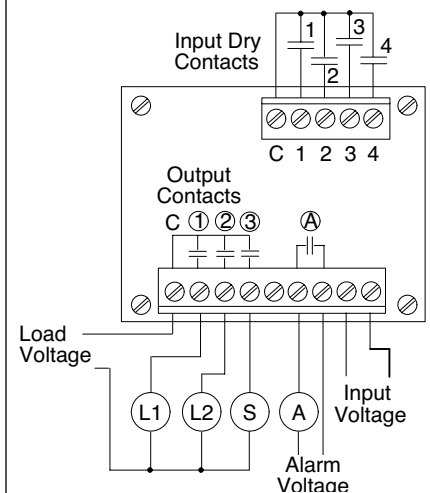 Input Dry
Contacts
1
2
3
4
C 1 2 3 4
Output
Contacts
C ① ② ③
Ⓐ
Load
Voltage
L1
L2
S
A
Input
Voltage
Alarm
Voltage